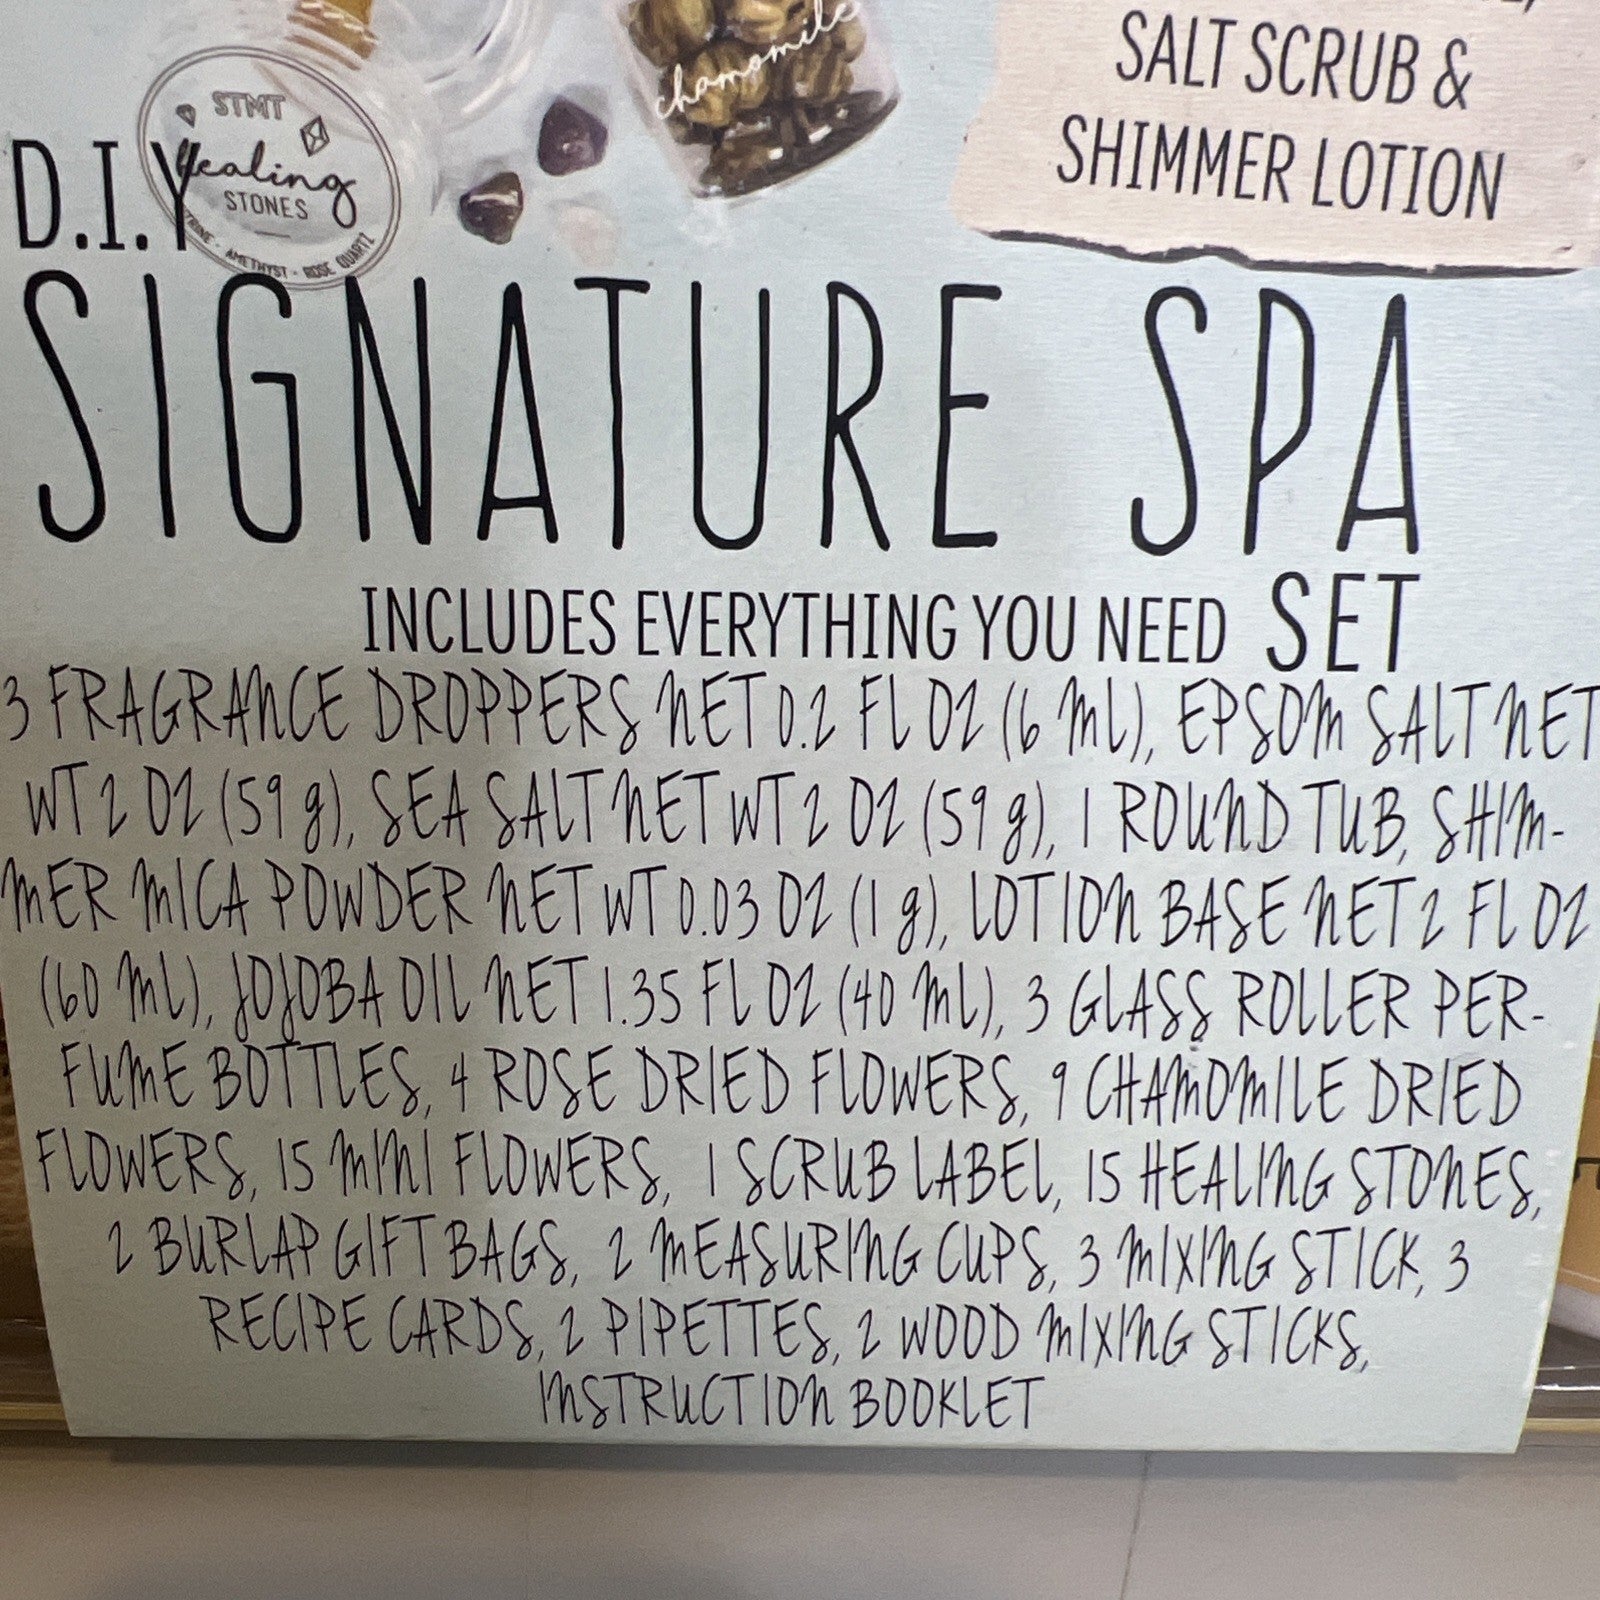 chamomile
SALT SCRUB &
SHIMMER LOTION
STMT
Healing
STONES
AMETHYST - ROSE QUARTZ
D.I.Y
SIGNATURE SPA
INCLUDES EVERYTHING YOU NEED SET
3 FRAGRANCE DROPPERS NET 0.2 FL OZ (6 ML), EPSOM SALT NET
WT 2 OZ (59 g), SEA SALT NET WT 2 OZ (59 g), 1 ROUND TUB, SHIM-
MER MICA POWDER NET WT 0.03 OZ (1 g), LOTION BASE NET 2 FL OZ
(60 ML), JOJOBA OIL NET 1.35 FL OZ (40 ML), 3 GLASS ROLLER PER-
FUME BOTTLES, 4 ROSE DRIED FLOWERS, 9 CHAMOMILE DRIED
FLOWERS, 15 MINI FLOWERS, 1 SCRUB LABEL, 15 HEALING STONES,
2 BURLAP GIFT BAGS, 2 MEASURING CUPS, 3 MIXING STICK, 3
RECIPE CARDS, 2 PIPETTES, 2 WOOD MIXING STICKS,
INSTRUCTION BOOKLET